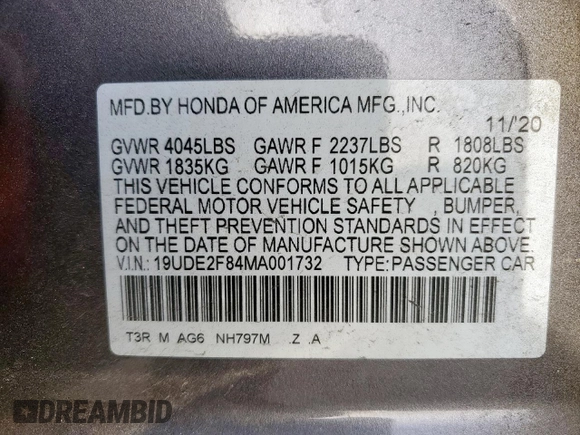 MFD.BY HONDA OF AMERICA MFG.,INC.
11/'20
GVWR 4045LBS GAWR F 2237LBS R 1808LBS
GVWR 1835KG GAWR F 1015KG R 820KG
THIS VEHICLE CONFORMS TO ALL APPLICABLE
FEDERAL MOTOR VEHICLE SAFETY , BUMPER,
AND THEFT PREVENTION STANDARDS IN EFFECT
ON THE DATE OF MANUFACTURE SHOWN ABOVE.
V.I.N.: 19UDE2F84MA001732 TYPE:PASSENGER CAR
T3R M AG6 NH797M .Z .A
DREAMBID